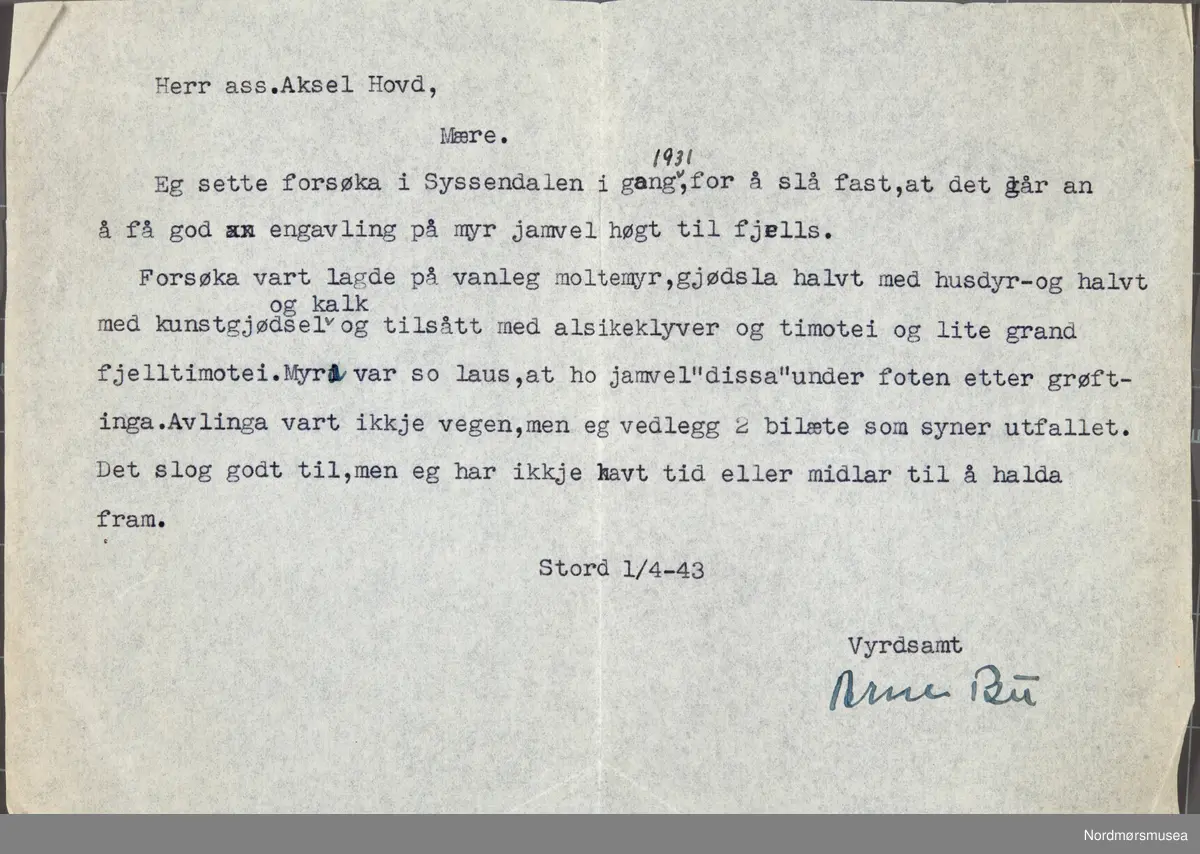 Herr ass.Aksel Hovd,
Mære.
1931
Eg sette forsøka i Syssendalen i gang,for å slå fast,at det går an
å få god an engavling på myr jamvel høgt til fjells.
Forsøka vart lagde på vanleg moltemyr,gjødsla halvt med husdyr-og halvt
og kalk
med kunstgjødsel og tilsått med alsikeklyver og timotei og lite grand
fjelltimotei.Myra var so laus,at ho jamvel"dissa"under foten etter grøft-
inga.Avlinga vart ikkje vegen,men eg vedlegg 2 bilæte som syner utfallet.
Det slog godt til,men eg har ikkje havt tid eller midlar til å halda
fram.
Stord 1/4-43
Vyrdsamt
Arne Bu
Nordmørsmusea